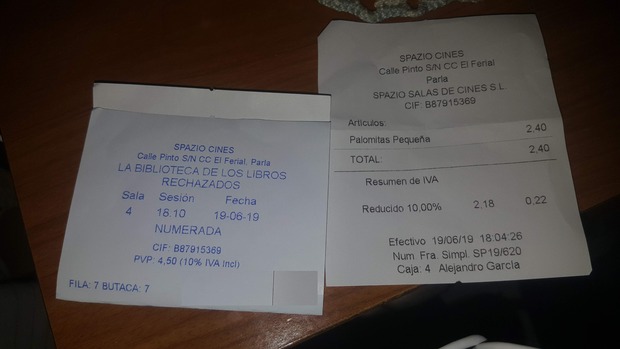 SPAZIO CINES
Calle Pinto S/N CC El Ferial. Parla
LA BIBLIOTECA DE LOS LIBROS
RECHAZADOS
Sala Sesión Fecha
4 18.10 19-06-19
NUMERADA
CIF: B87915369
PVP: 4,50 (10% IVA Incl)
FILA: 7 BUTACA: 7
SPAZIO CINES
Calle Pinto S/N CC El Ferial
Parla
SPAZIO SALAS DE CINES S.L.
CIF: B87915369
Artículos:
Palomitas Pequeña 2.40
TOTAL: 2.40
Resumen de IVA
Reducido 10,00% 2.18 0,22
Efectivo 19/06/19 18:04:26
Num Fra. Simpl. SP19/620
Caja: 4 Alejandro García